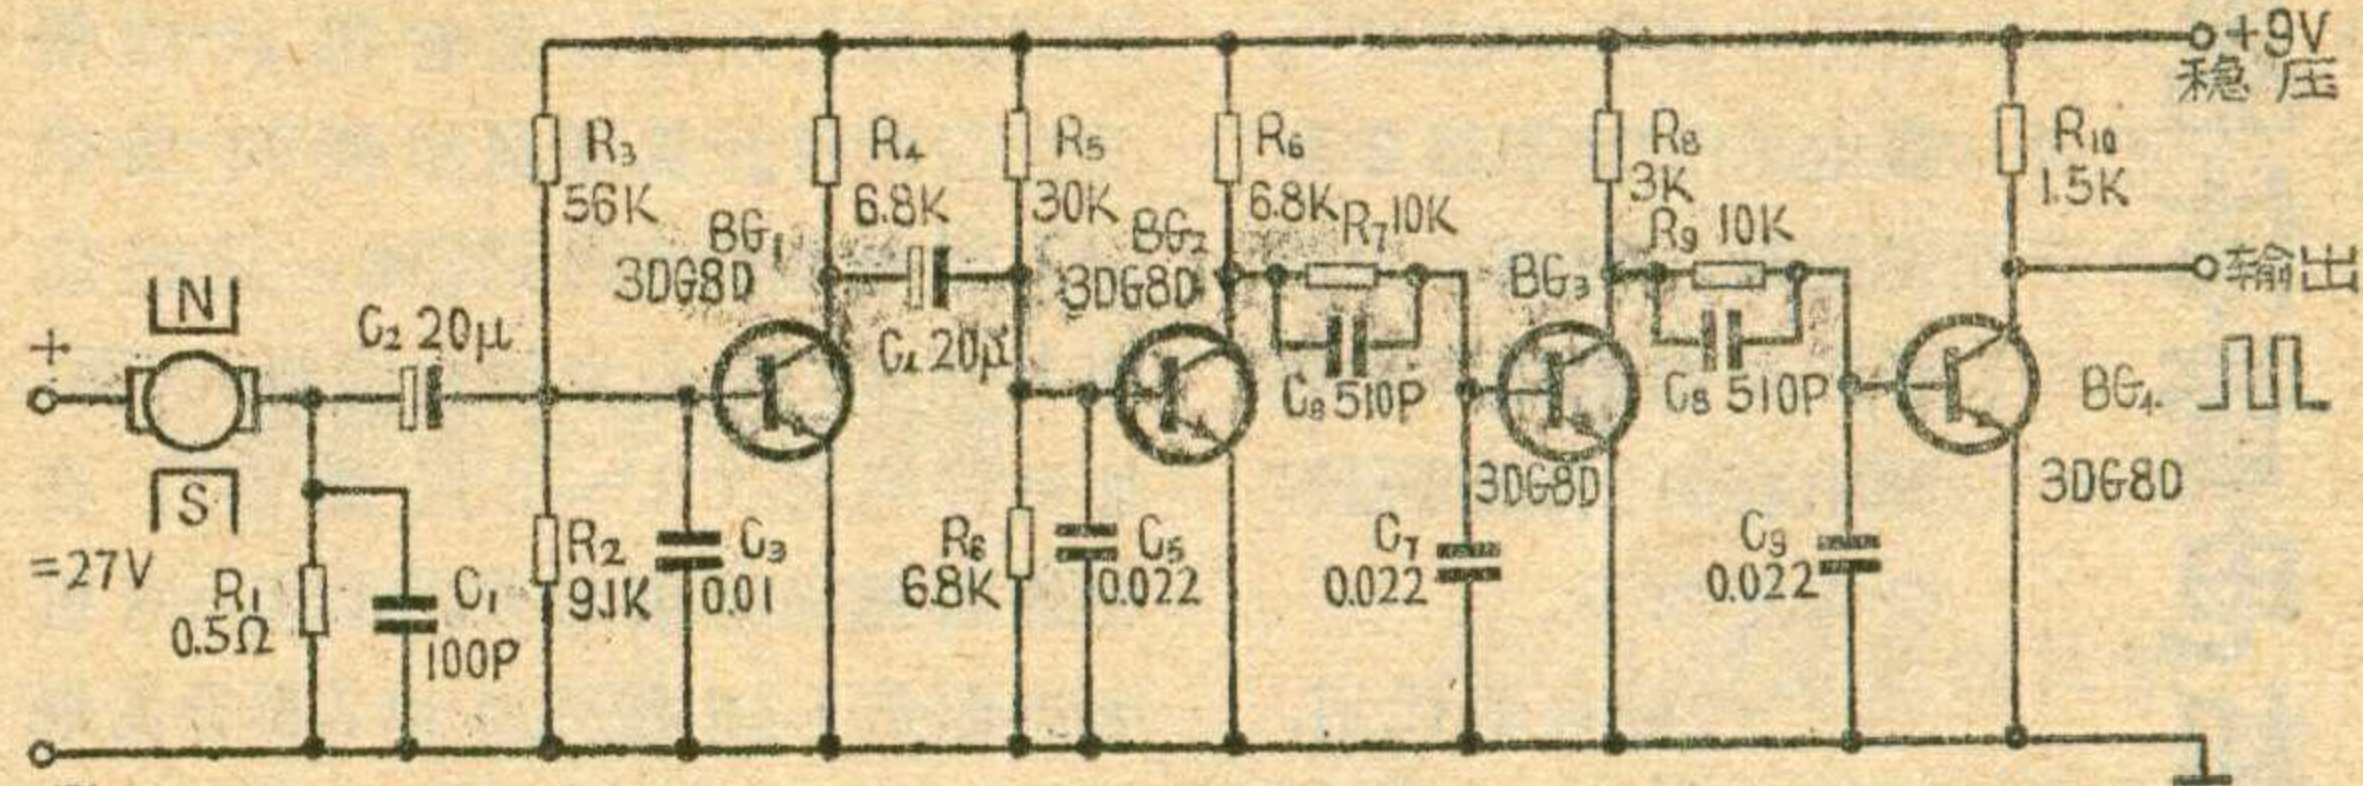 +9V
稳压
R₃
56K
R₄
6.8K
R₅
30K
R₆
6.8K
R₇ 10K
R₈
3K
R₉ 10K
R₁₀
1.5K
BG₁
3DG8D
BG₂
3DG8D
BG₃
3DG8D
BG₄
3DG8D
输出
N
S
+
=27V
C₂ 20μ
C₄ 20μ
C₈ 510P
C₈ 510P
R₁
0.5Ω
C₁
100P
R₂
9.1K
C₃
0.01
R₆
6.8K
C₅
0.022
C₇
0.022
C₉
0.022